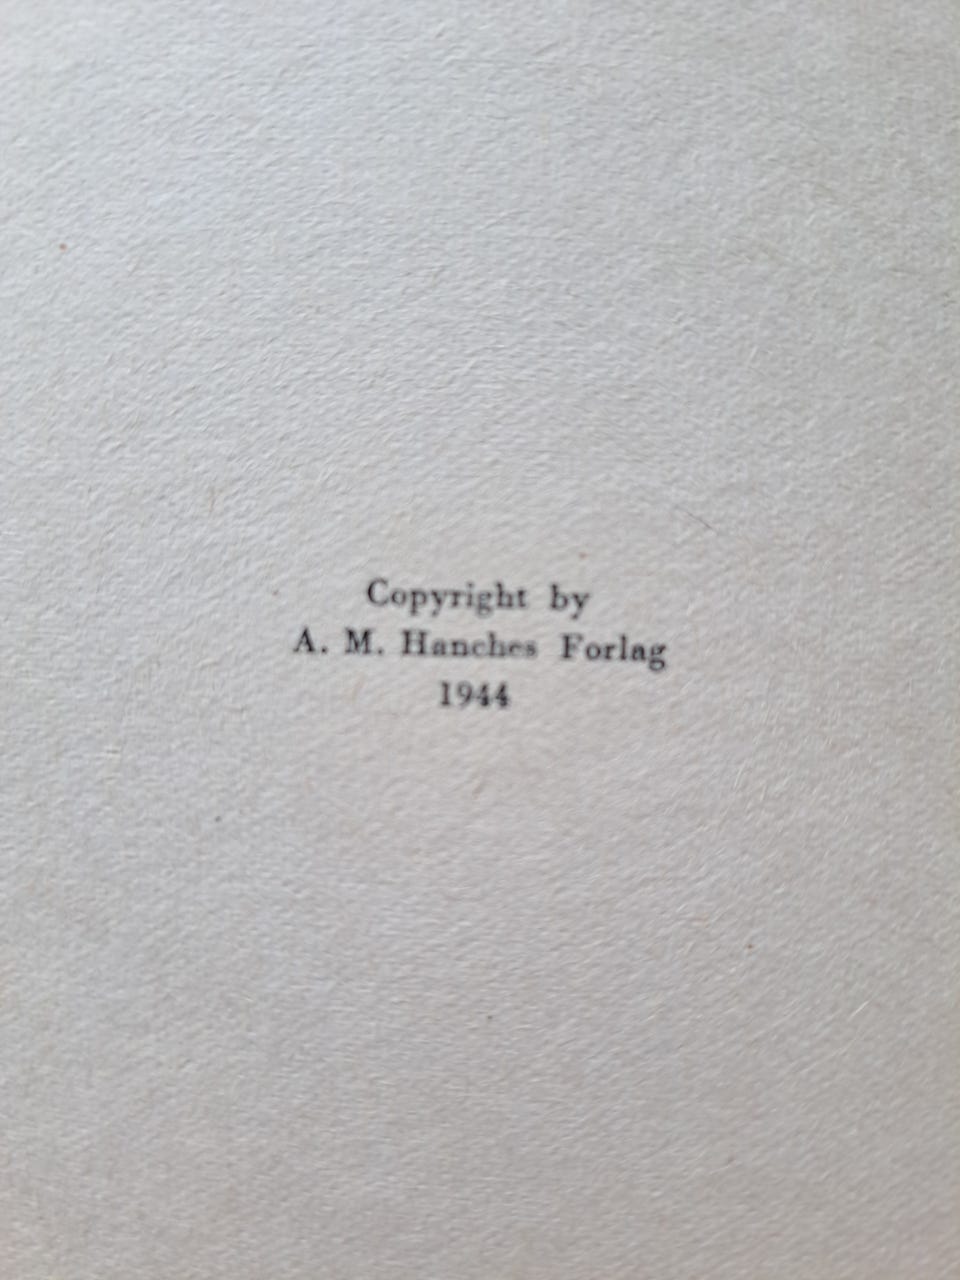 Copyright by
A. M. Hanches Forlag
1944